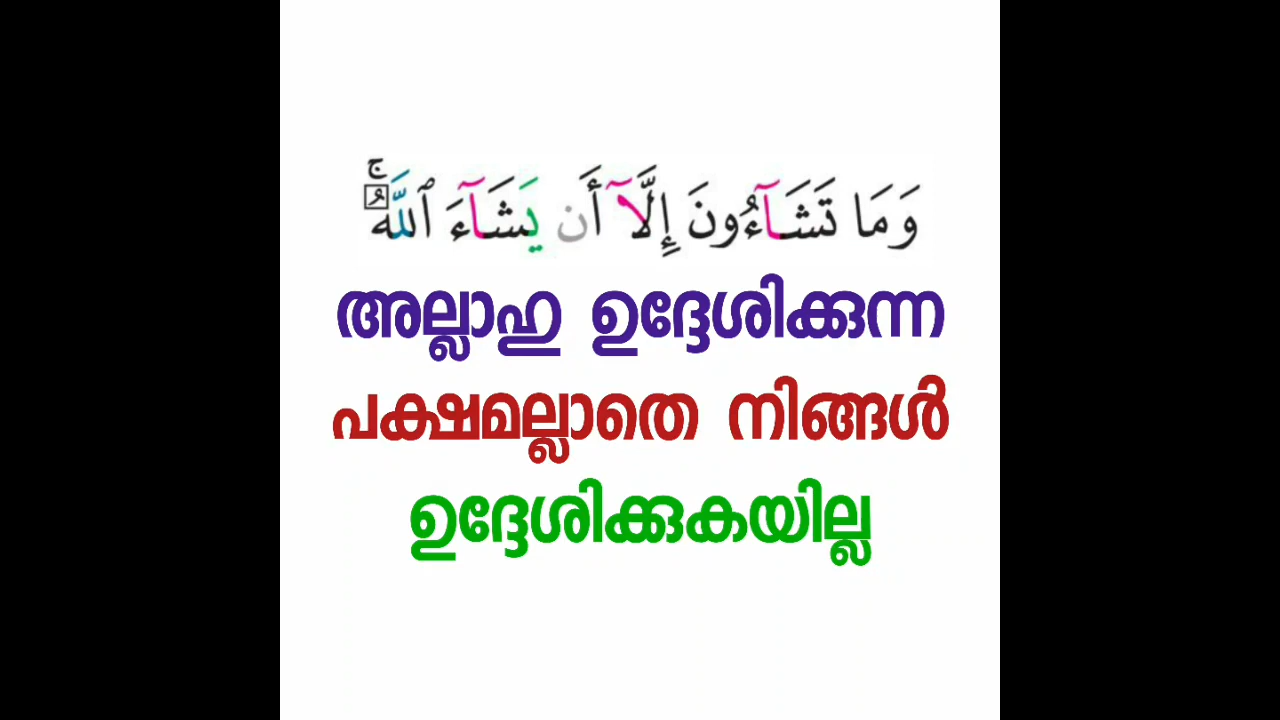 وَمَا تَشَآءُونَ إِلَّآ أَن يَشَآءَ ٱللَّهُ ۚ
അല്ലാഹു ഉദ്ദേശിക്കുന്ന
പക്ഷമല്ലാതെ നിങ്ങൾ
ഉദ്ദേശിക്കുകയില്ല